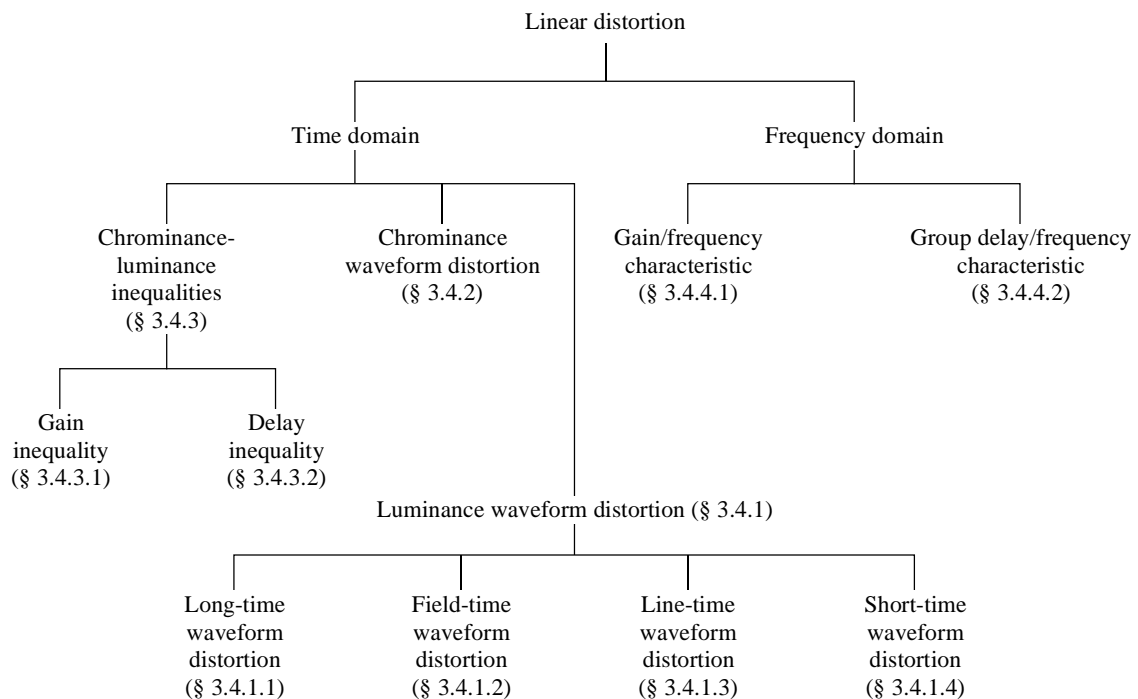 Linear distortion
Time domain
Frequency domain
Chrominance-
luminance
inequalities
(§ 3.4.3)
Chrominance
waveform distortion
(§ 3.4.2)
Gain/frequency
characteristic
(§ 3.4.4.1)
Group delay/frequency
characteristic
(§ 3.4.4.2)
Gain
inequality
(§ 3.4.3.1)
Delay
inequality
(§ 3.4.3.2)
Luminance waveform distortion (§ 3.4.1)
Long-time
waveform
distortion
(§ 3.4.1.1)
Field-time
waveform
distortion
(§ 3.4.1.2)
Line-time
waveform
distortion
(§ 3.4.1.3)
Short-time
waveform
distortion
(§ 3.4.1.4)